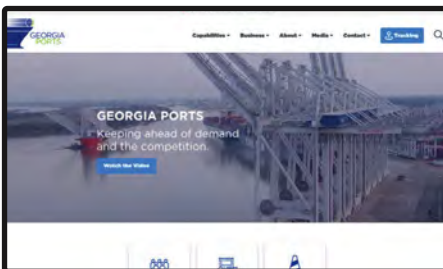 GEORGIA
PORTS
Capabilities
Business
About
Media
Contact
Tracking
GEORGIA PORTS
Keeping ahead of demand
and the competition.
Watch the Video